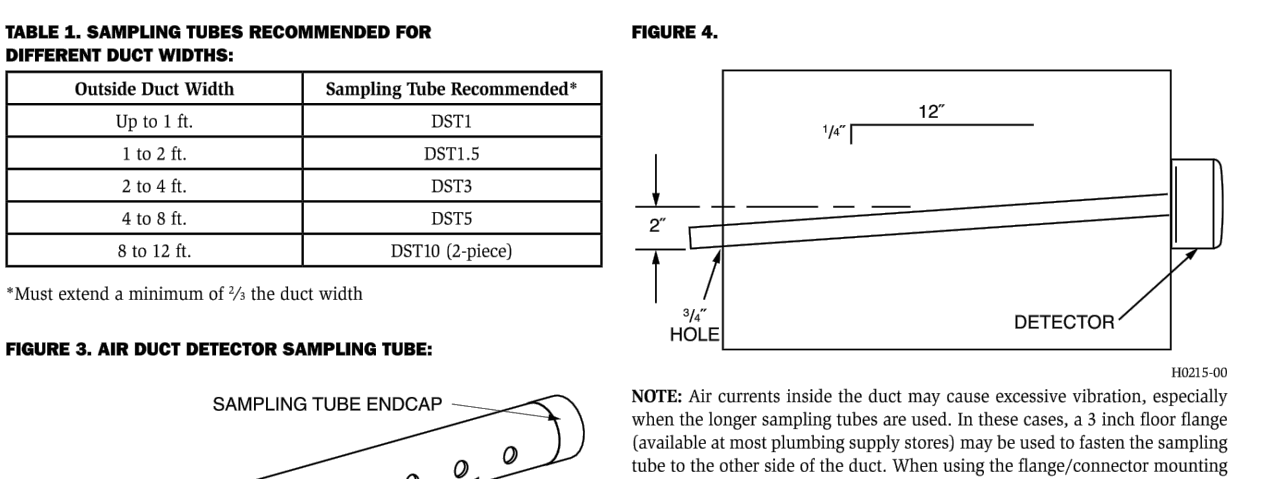 TABLE 1. SAMPLING TUBES RECOMMENDED FOR
DIFFERENT DUCT WIDTHS:
Outside Duct Width Sampling Tube Recommended*
Up to 1 ft. DST1
1 to 2 ft. DST1.5
2 to 4 ft. DST3
4 to 8 ft. DST5
8 to 12 ft. DST10 (2-piece)
*Must extend a minimum of ⅔ the duct width
FIGURE 3. AIR DUCT DETECTOR SAMPLING TUBE:
SAMPLING TUBE ENDCAP
FIGURE 4.
12″
1/4″
2″
3/4″
HOLE
DETECTOR
H0215-00
NOTE: Air currents inside the duct may cause excessive vibration, especially
when the longer sampling tubes are used. In these cases, a 3 inch floor flange
(available at most plumbing supply stores) may be used to fasten the sampling
tube to the other side of the duct. When using the flange/connector mounting